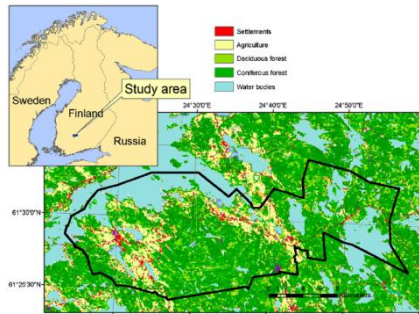 Sweden
Finland
Study area
Russia
Settlements
Agriculture
Deciduous forest
Coniferous forest
Water bodies
24°30'0"E
24°40'0"E
24°50'0"E
61°30'0"N
61°25'30"N